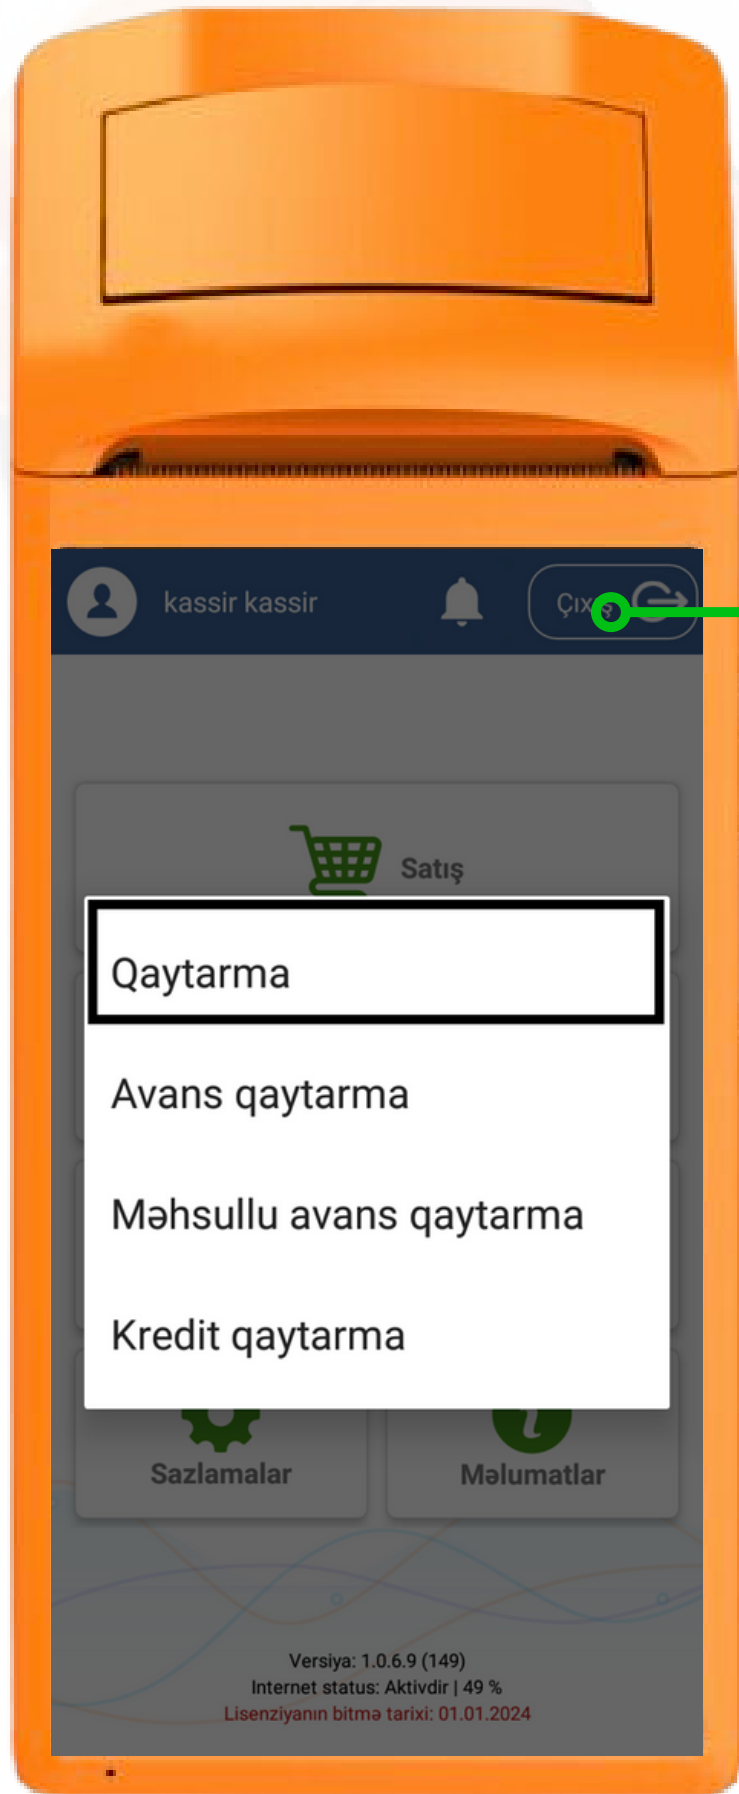 kassir kassir
Çıxış
Satış
Qaytarma
Avans qaytarma
Məhsullu avans qaytarma
Kredit qaytarma
Sazlamalar
Məlumatlar
Versiya: 1.0.6.9 (149)
Internet status: Aktivdir | 49 %
Lisenziyanın bitmə tarixi: 01.01.2024